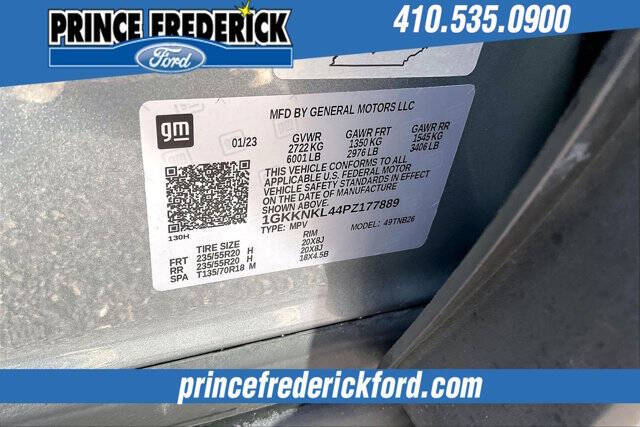 PRINCE FREDERICK
Ford
410.535.0900
gm
MFD BY GENERAL MOTORS LLC
01/23 GVWR GAWR FRT GAWR RR
2722 KG 1350 KG 1545 KG
6001 LB 2976 LB 3406 LB
THIS VEHICLE CONFORMS TO ALL
APPLICABLE U.S. FEDERAL MOTOR
VEHICLE SAFETY STANDARDS IN EFFECT
ON THE DATE OF MANUFACTURE
SHOWN ABOVE.
1GKKNKL44PZ177889
TYPE: MPV MODEL: 49TNB26
130H
TIRE SIZE RIM
FRT 235/55R20 H 20X8J
RR 235/55R20 H 20X8J
SPA T135/70R18 M 18X4.5B
princefrederickford.com